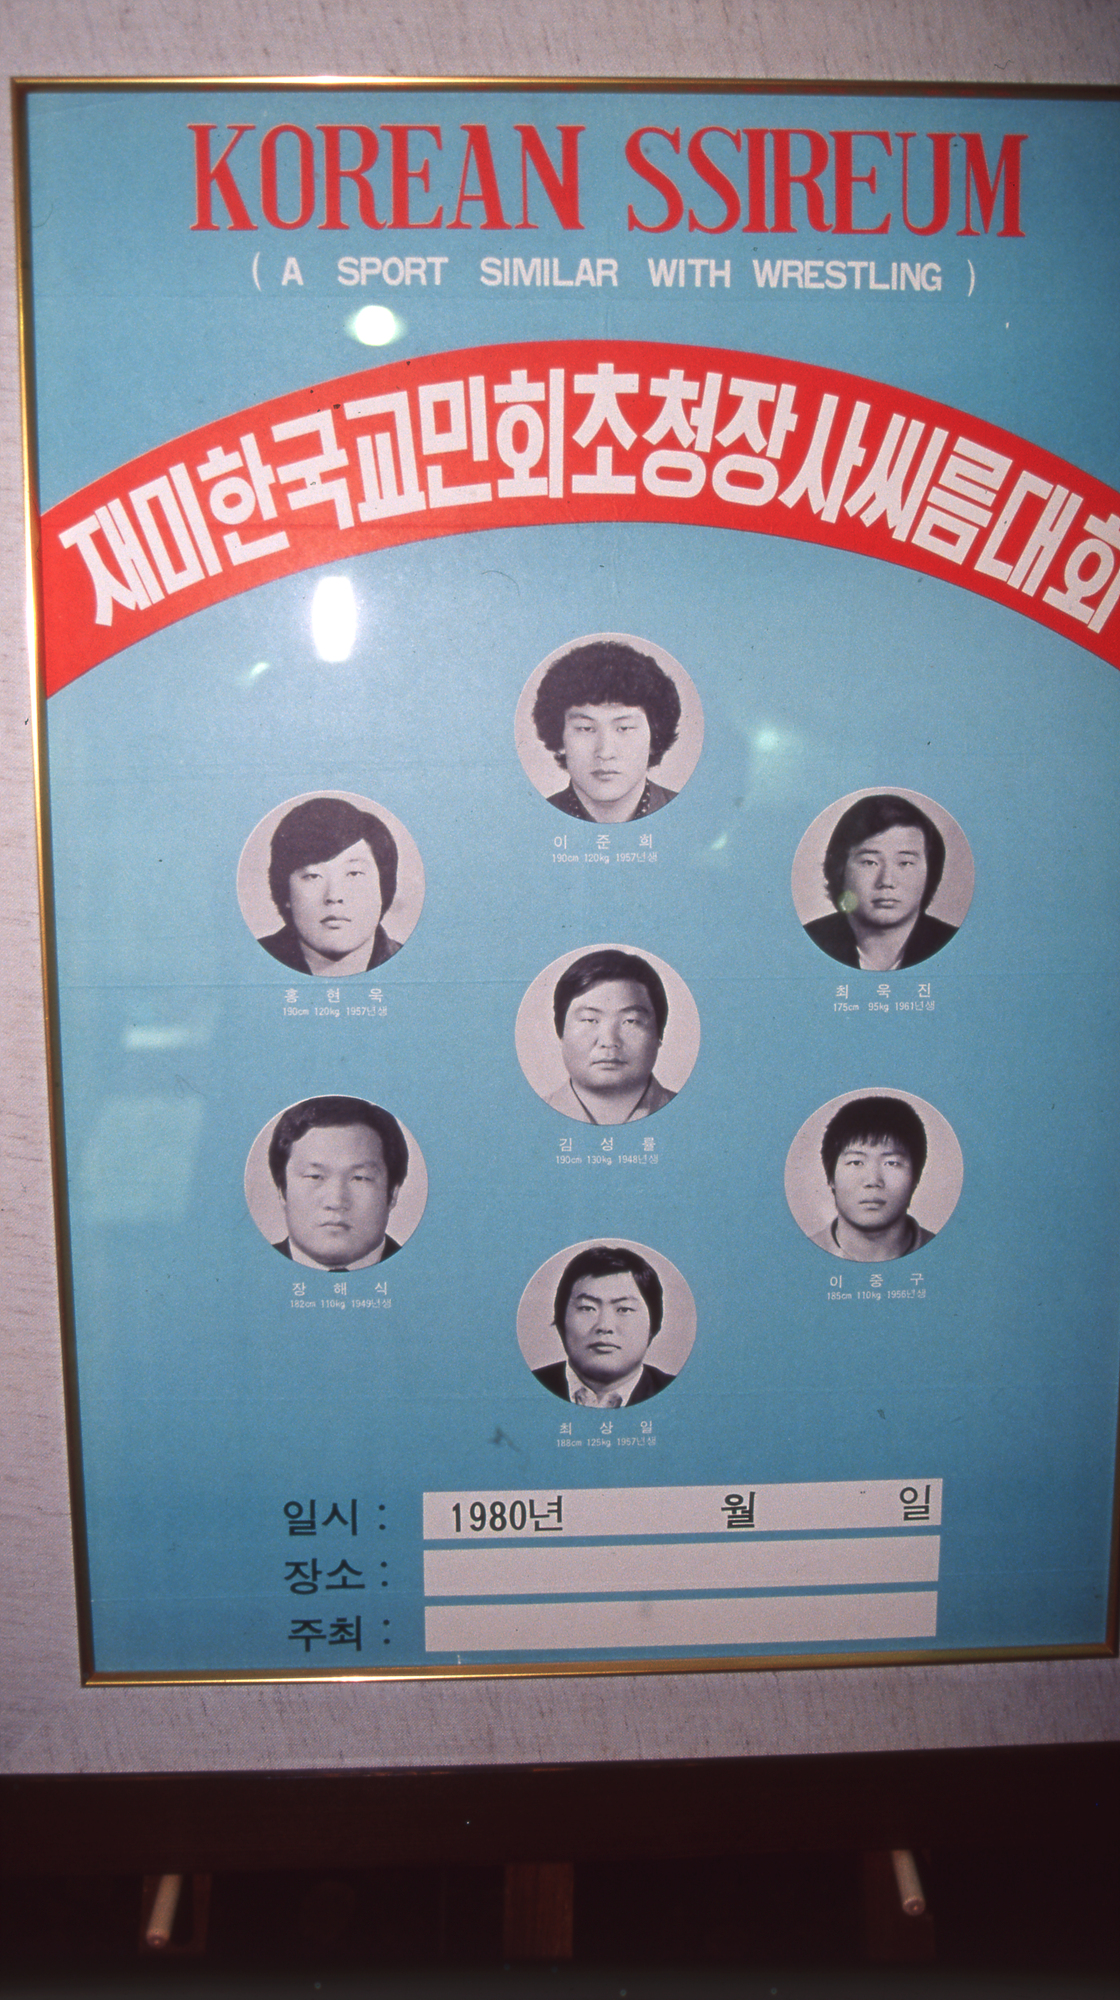 KOREAN SSIREUM
( A SPORT SIMILAR WITH WRESTLING )
재미한국교민회초청장사씨름대회
이 준 희
190cm 120kg 1957년생
홍 현 욱
190cm 120kg 1957년생
최 욱 진
175cm 95kg 1961년생
김 성 률
190cm 130kg 1948년생
장 해 식
182cm 110kg 1949년생
이 중 구
185cm 110kg 1956년생
최 상 일
188cm 125kg 1957년생
일시 : 1980년 월 일
장소 :
주최 :